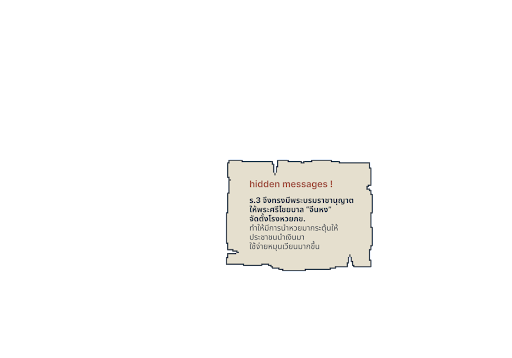 hidden messages !
ร.3 จึงทรงมีพระบรมราชานุญาต
ให้พระศรีไชยบาล "จีนหง"
จัดตั้งโรงหวยกข.
ทำให้มีการนำหวยมากระตุ้นให้
ประชาชนนำเงินมา
ใช้จ่ายหมุนเวียนมากขึ้น